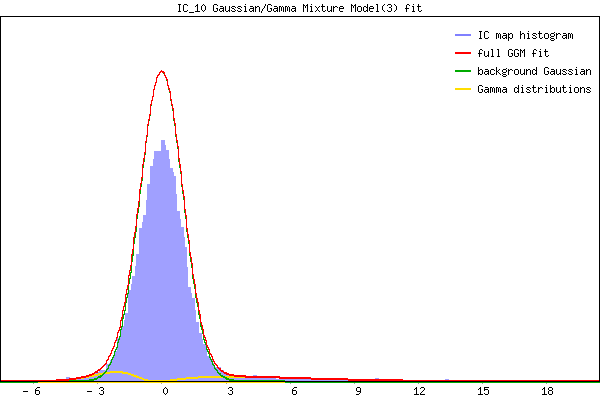 IC_10 Gaussian/Gamma Mixture Model(3) fit
IC map histogram
full GGM fit
background Gaussian
Gamma distributions
-6 -3 0 3 6 9 12 15 18